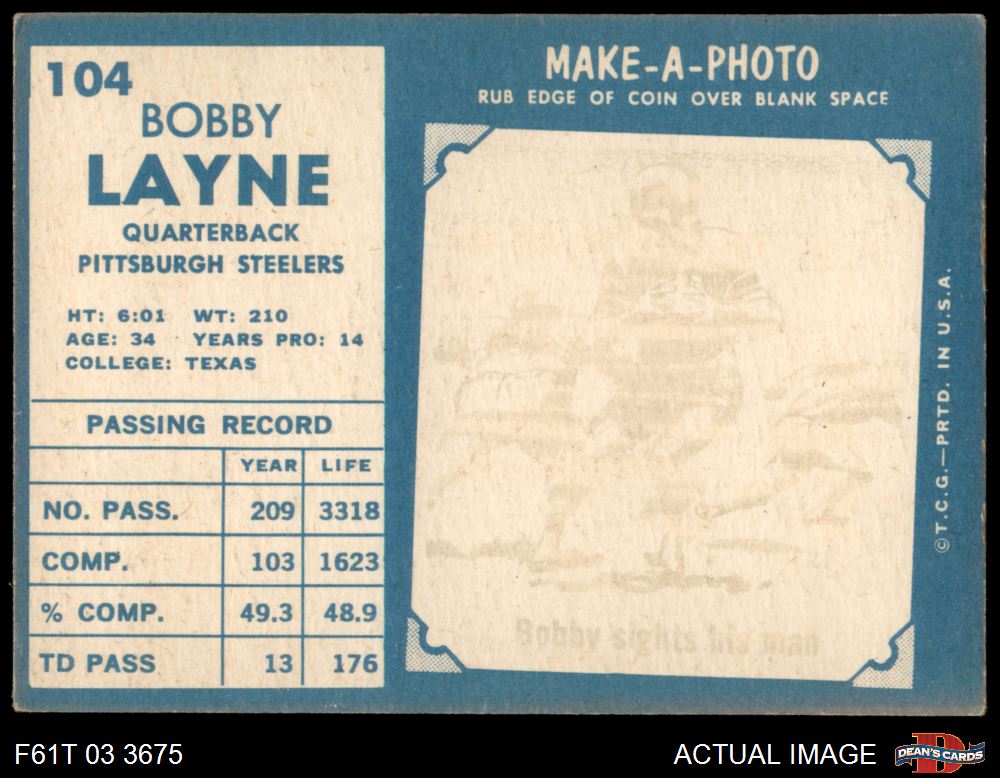 104
BOBBY
LAYNE
QUARTERBACK
PITTSBURGH STEELERS
HT: 6:01 WT: 210
AGE: 34 YEARS PRO: 14
COLLEGE: TEXAS
PASSING RECORD
YEAR LIFE
NO. PASS. 209 3318
COMP. 103 1623
% COMP. 49.3 48.9
TD PASS 13 176
MAKE-A-PHOTO
RUB EDGE OF COIN OVER BLANK SPACE
Bobby sights his man
©T.C.G.—PRTD. IN U.S.A.
F61T 03 3675
ACTUAL IMAGE
DEAN'S CARDS